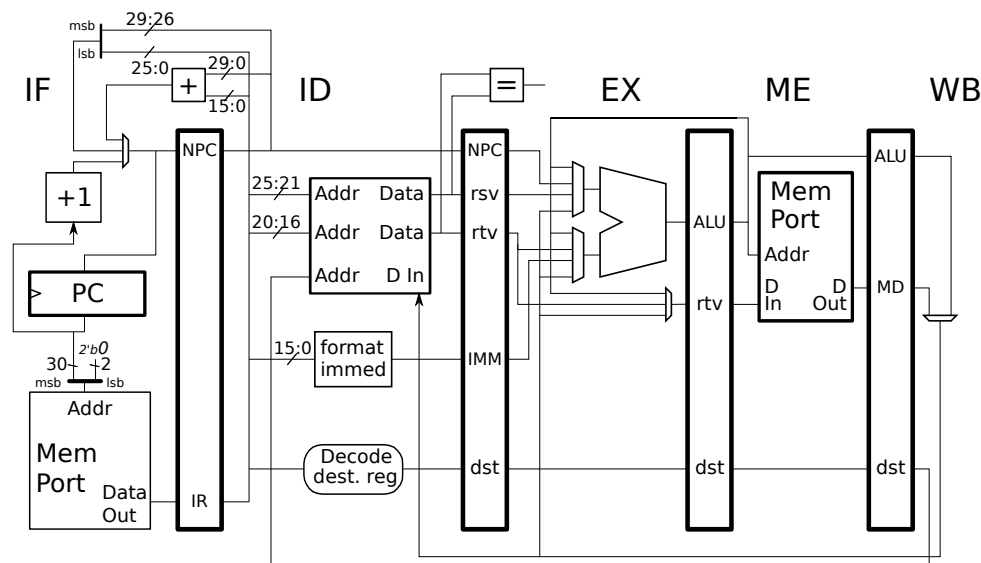 29:26
msb
lsb
25:0
29:0
15:0
+
=
IF
ID
EX
ME
WB
NPC
NPC
ALU
+1
25:21
Addr
Data
rsv
Mem
Port
20:16
Addr
Data
rtv
ALU
Addr
Addr
D In
PC
D
In
D
Out
MD
rtv
2'b0
30
2
msb
lsb
15:0
format
immed
IMM
Addr
Mem
Port
Data
Out
IR
Decode
dest. reg
dst
dst
dst